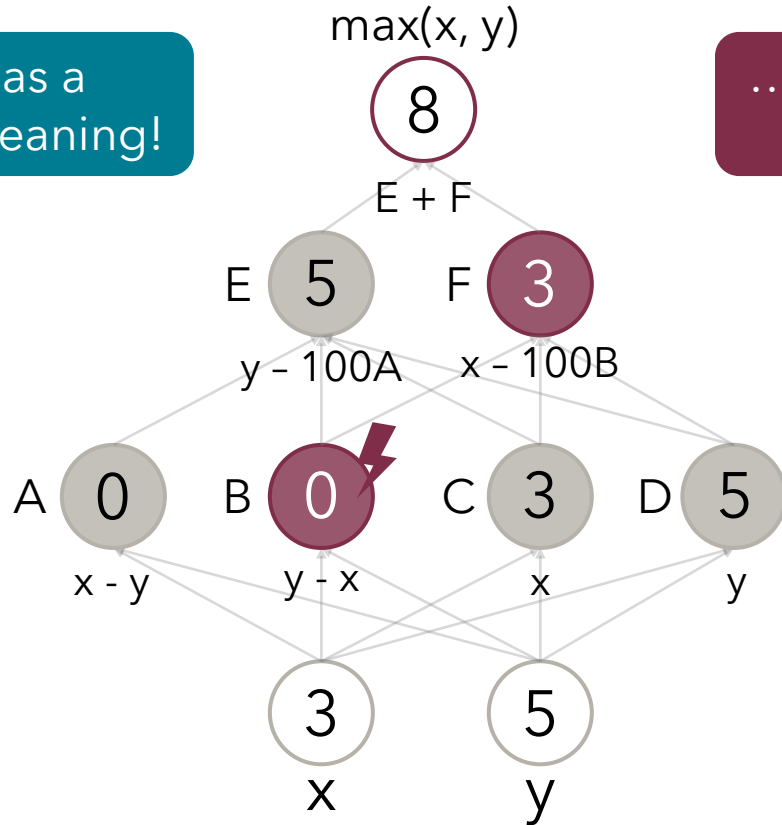 max(x, y)
as a
eaning!
..
8
E + F
E 5 F 3
y – 100A x – 100B
A 0 B 0 C 3 D 5
x - y y - x x y
3 5
x y